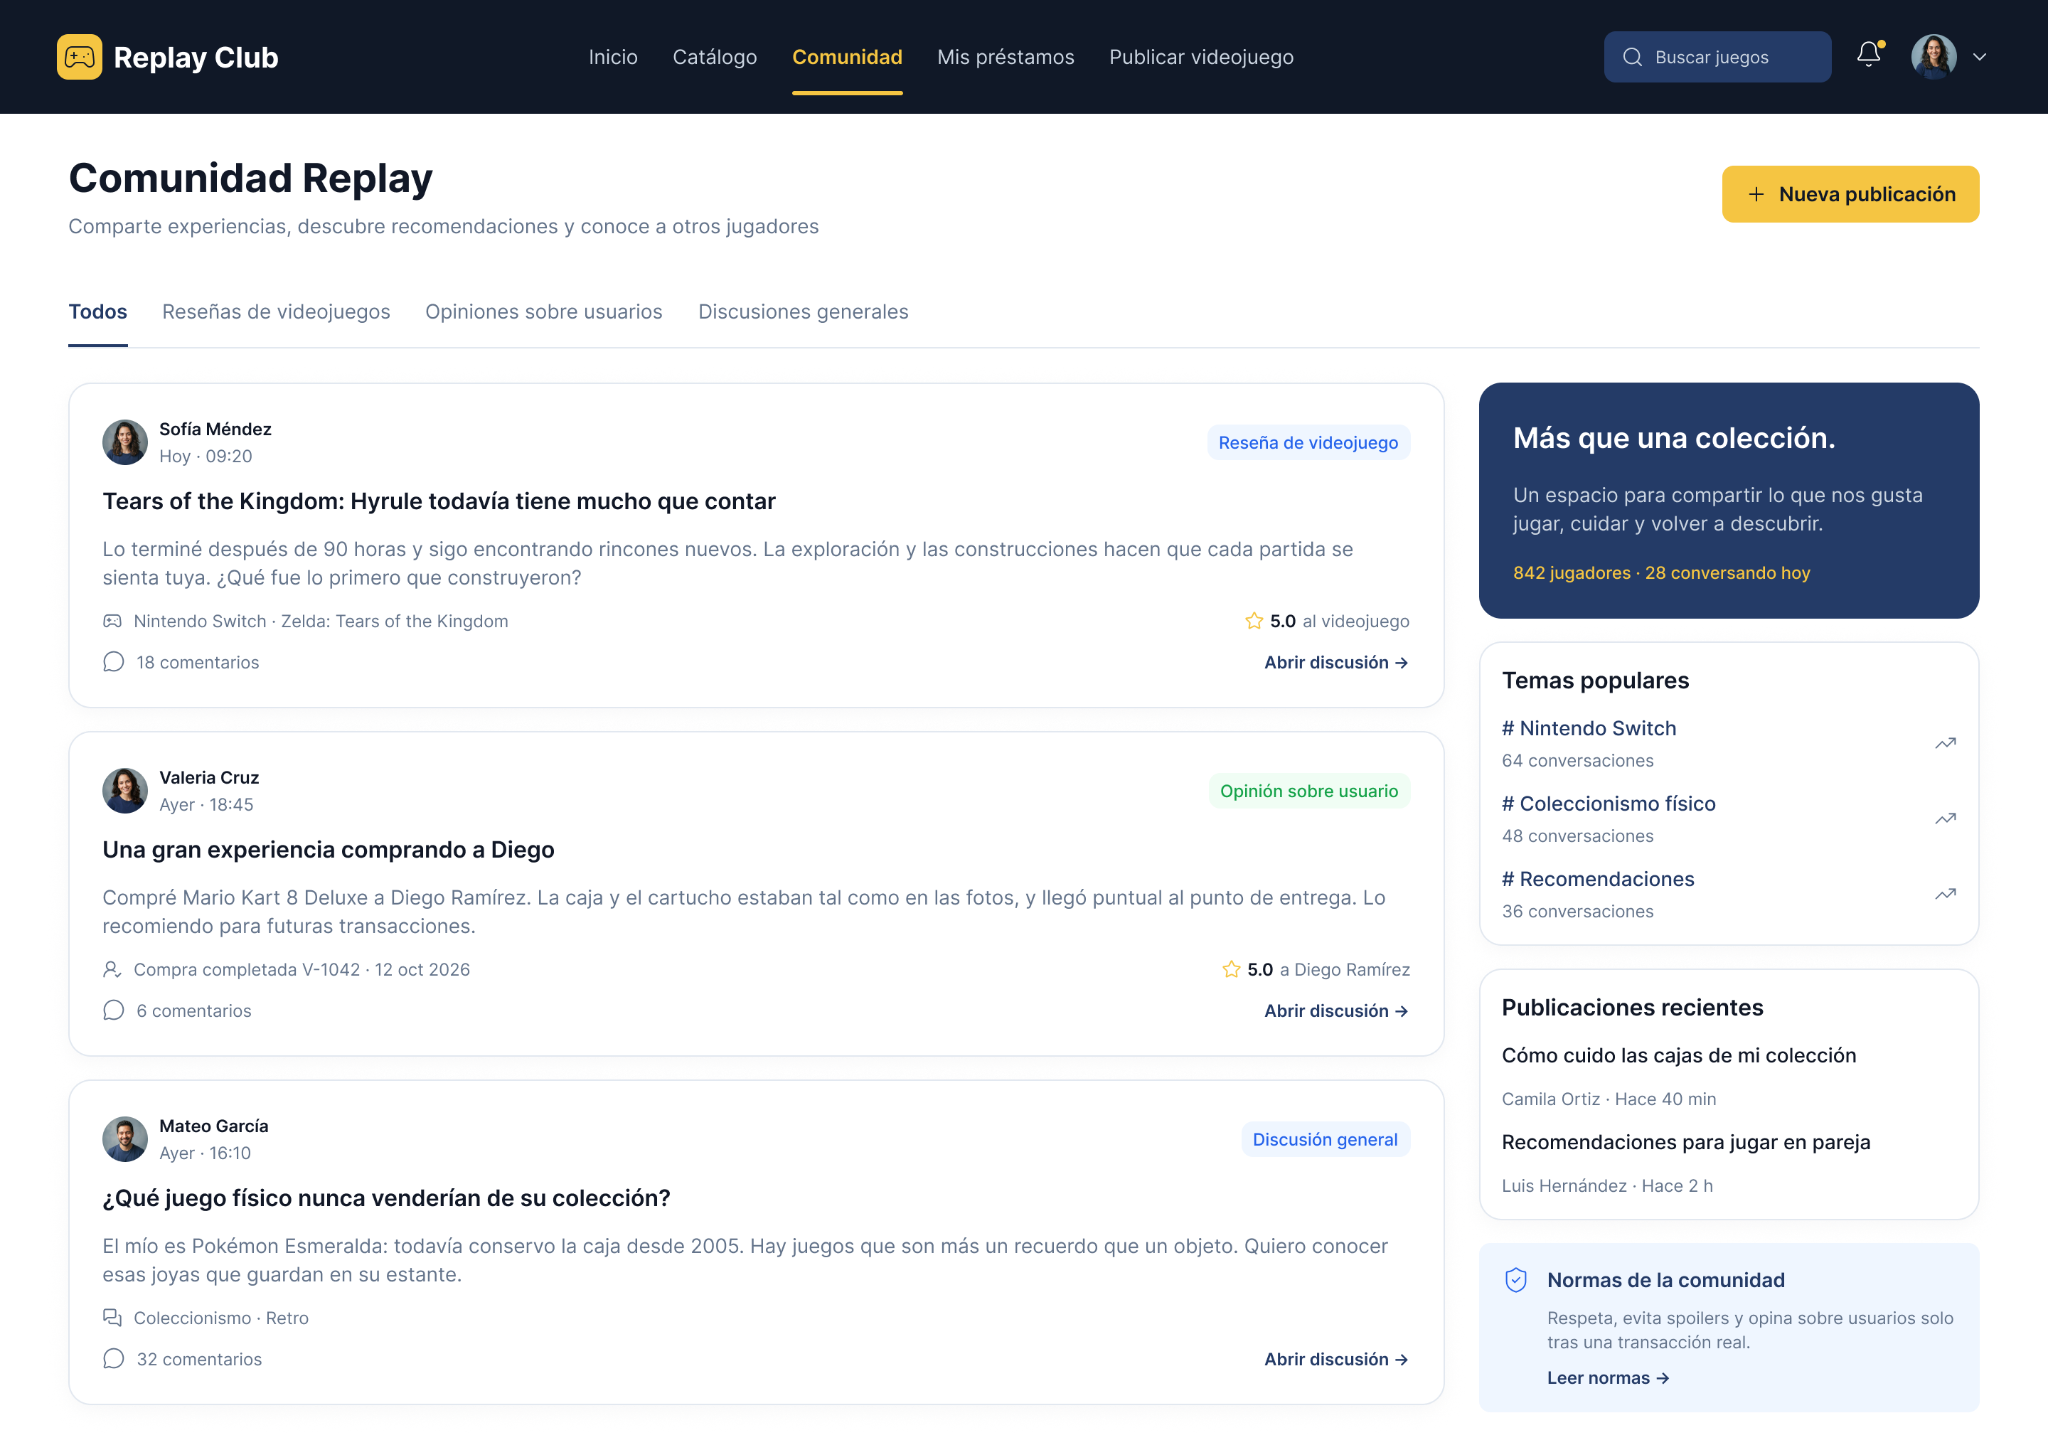 Replay Club
Inicio
Catálogo
Comunidad
Mis préstamos
Publicar videojuego
Buscar juegos
Comunidad Replay
Comparte experiencias, descubre recomendaciones y conoce a otros jugadores
+ Nueva publicación
Todos
Reseñas de videojuegos
Opiniones sobre usuarios
Discusiones generales
Sofía Méndez
Hoy · 09:20
Reseña de videojuego
Tears of the Kingdom: Hyrule todavía tiene mucho que contar
Lo terminé después de 90 horas y sigo encontrando rincones nuevos. La exploración y las construcciones hacen que cada partida se
sienta tuya. ¿Qué fue lo primero que construyeron?
Nintendo Switch · Zelda: Tears of the Kingdom
5.0 al videojuego
18 comentarios
Abrir discusión →
Valeria Cruz
Ayer · 18:45
Opinión sobre usuario
Una gran experiencia comprando a Diego
Compré Mario Kart 8 Deluxe a Diego Ramírez. La caja y el cartucho estaban tal como en las fotos, y llegó puntual al punto de entrega. Lo
recomiendo para futuras transacciones.
Compra completada V-1042 · 12 oct 2026
5.0 a Diego Ramírez
6 comentarios
Abrir discusión →
Mateo García
Ayer · 16:10
Discusión general
¿Qué juego físico nunca venderían de su colección?
El mío es Pokémon Esmeralda: todavía conservo la caja desde 2005. Hay juegos que son más un recuerdo que un objeto. Quiero conocer
esas joyas que guardan en su estante.
Coleccionismo · Retro
32 comentarios
Abrir discusión →
Más que una colección.
Un espacio para compartir lo que nos gusta
jugar, cuidar y volver a descubrir.
842 jugadores · 28 conversando hoy
Temas populares
# Nintendo Switch
64 conversaciones
# Coleccionismo físico
48 conversaciones
# Recomendaciones
36 conversaciones
Publicaciones recientes
Cómo cuido las cajas de mi colección
Camila Ortiz · Hace 40 min
Recomendaciones para jugar en pareja
Luis Hernández · Hace 2 h
Normas de la comunidad
Respeta, evita spoilers y opina sobre usuarios solo
tras una transacción real.
Leer normas →